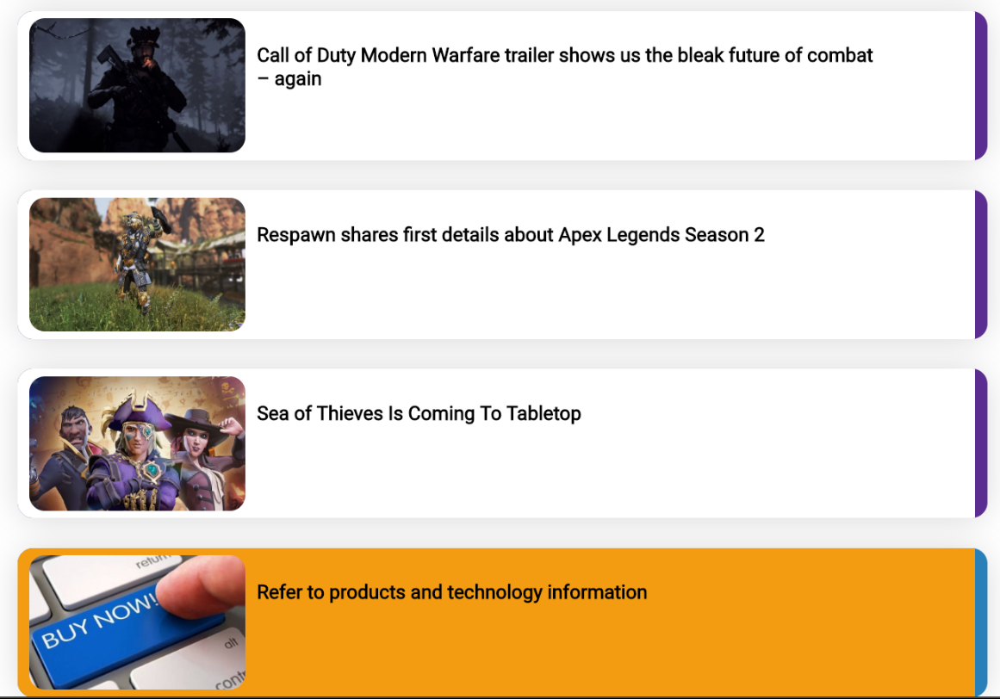 Call of Duty Modern Warfare trailer shows us the bleak future of combat
– again
Respawn shares first details about Apex Legends Season 2
Sea of Thieves Is Coming To Tabletop
return
BUY NOW!
alt
contr
Refer to products and technology information